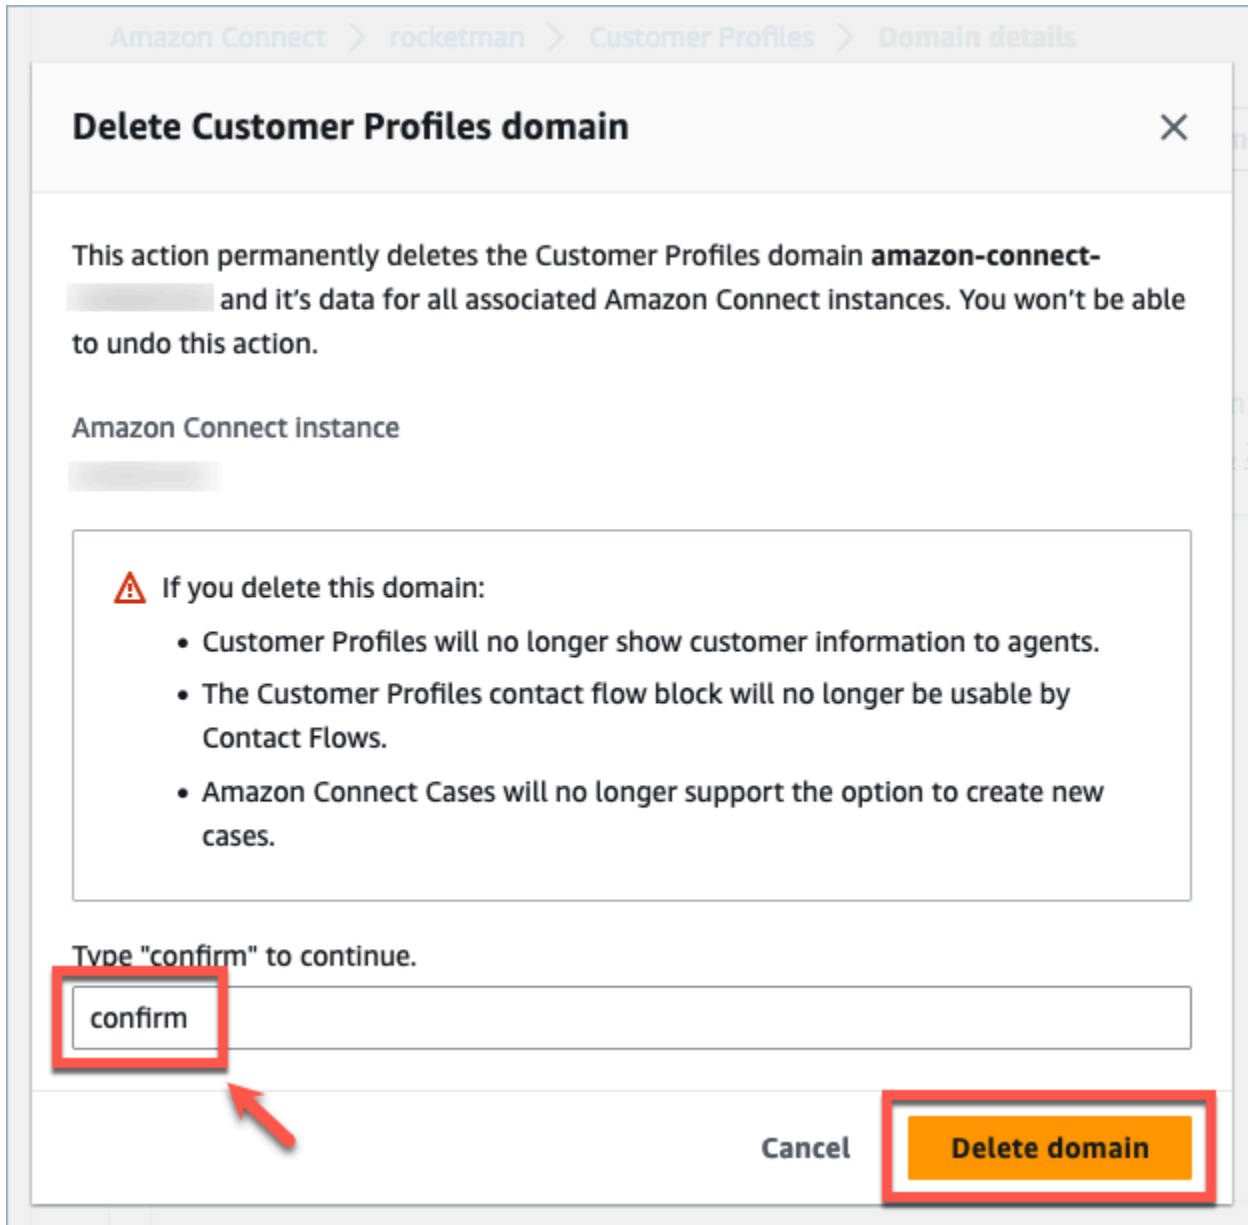 Amazon Connect > rocketman > Customer Profiles > Domain details
Delete Customer Profiles domain
This action permanently deletes the Customer Profiles domain amazon-connect-
and it's data for all associated Amazon Connect instances. You won't be able
to undo this action.
Amazon Connect instance
If you delete this domain:
• Customer Profiles will no longer show customer information to agents.
• The Customer Profiles contact flow block will no longer be usable by
Contact Flows.
• Amazon Connect Cases will no longer support the option to create new
cases.
Type "confirm" to continue.
confirm
Cancel
Delete domain